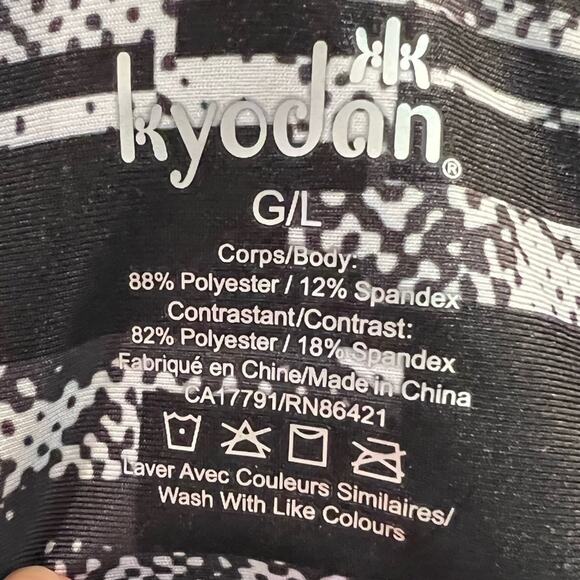 kyodan®
G/L
Corps/Body:
88% Polyester / 12% Spandex
Contrastant/Contrast:
82% Polyester / 18% Spandex
Fabriqué en Chine/Made in China
CA17791/RN86421
Laver Avec Couleurs Similaires/
Wash With Like Colours